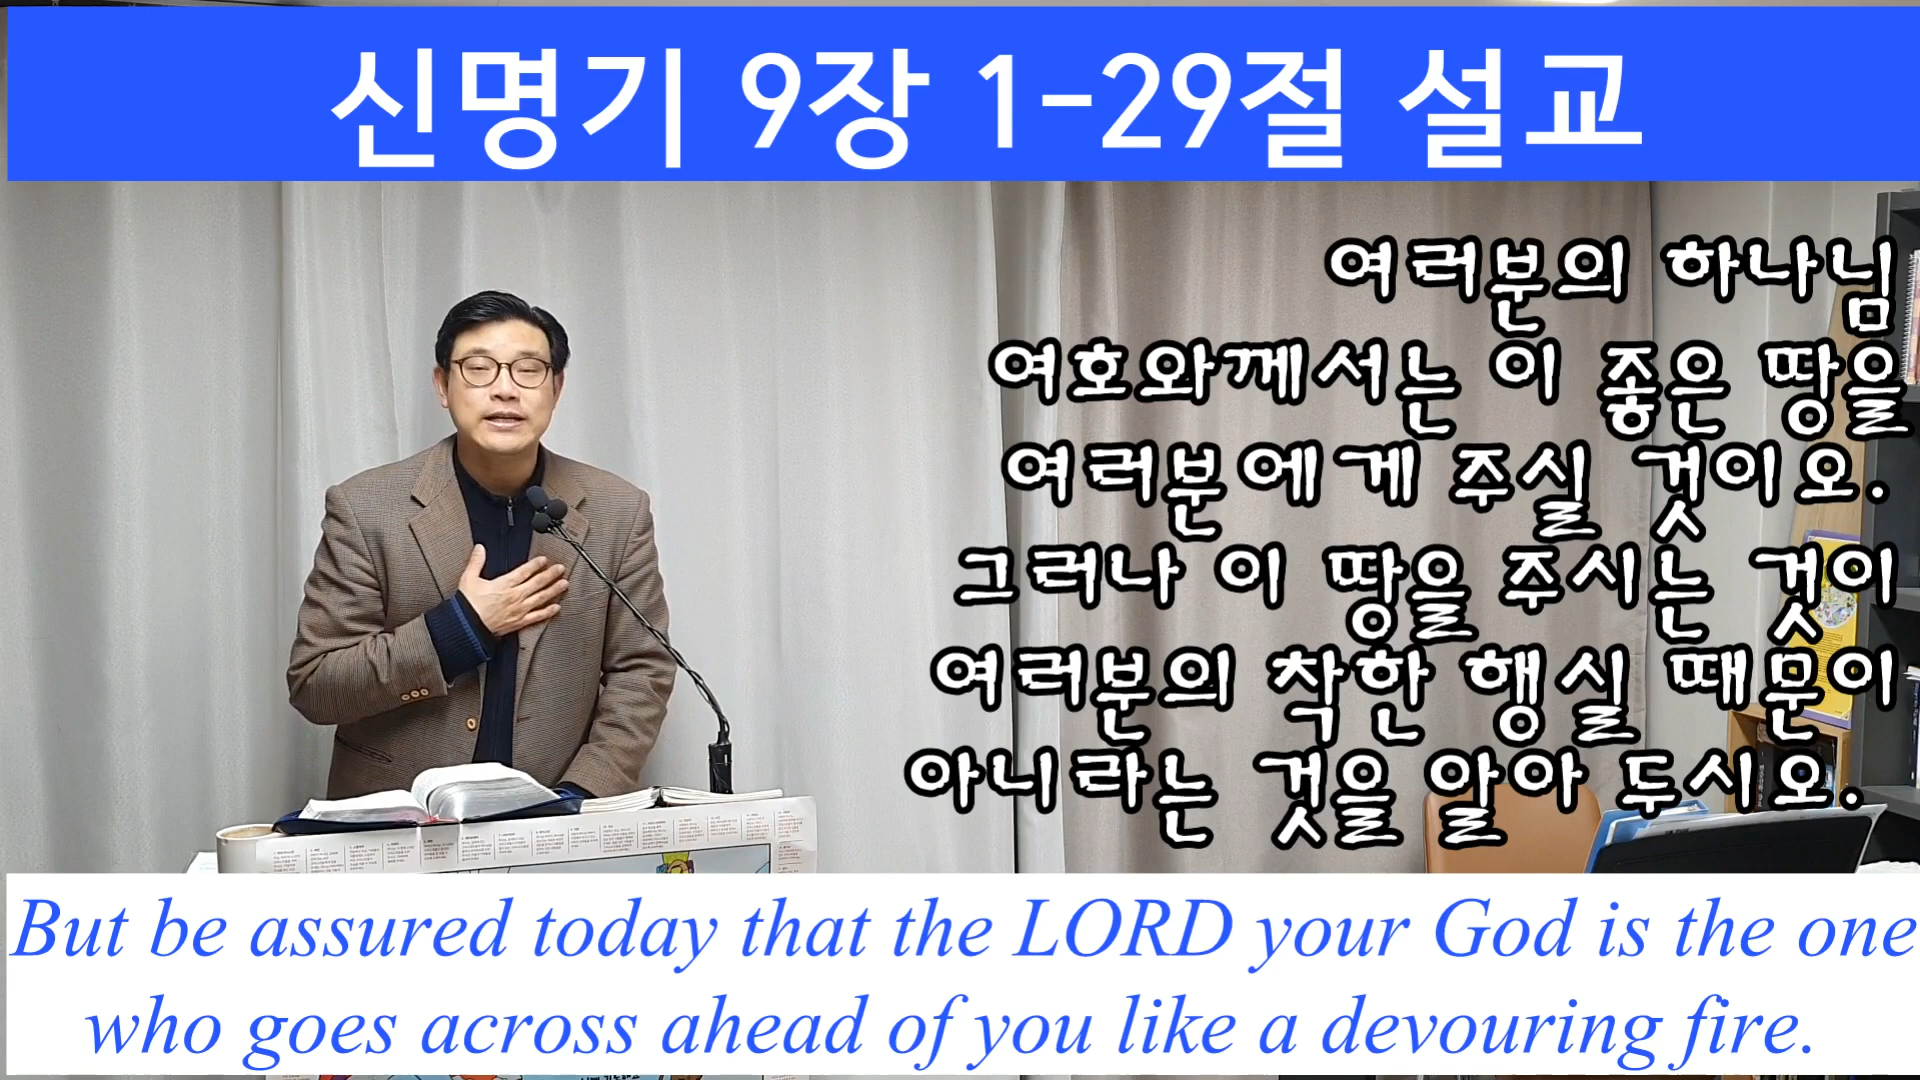 신명기 9장 1-29절 설교
여러분의 하나님
여호와께서는 이 좋은 땅을
여러분에게 주실 것이오.
그러나 이 땅을 주시는 것이
여러분의 착한 행실 때문이
아니라는 것을 알아 두시오.
But be assured today that the LORD your God is the one
who goes across ahead of you like a devouring fire.